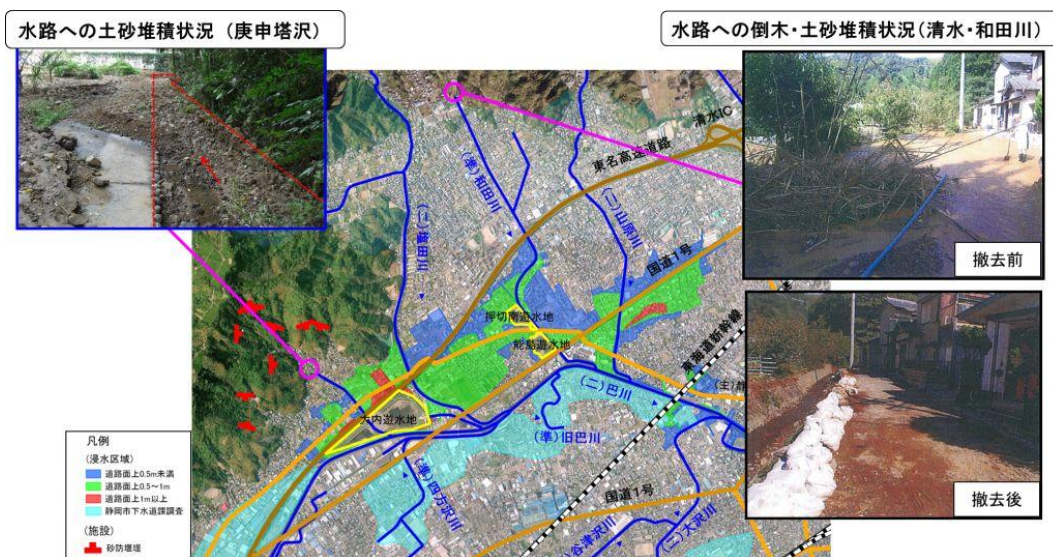 水路への土砂堆積状況（庚申塔沢）
水路への倒木・土砂堆積状況（清水・和田川）
撤去前
撤去後
清水IC
東名高速道路
（準）和田川
（二）塩田川
（二）山原川
国道1号
押切南遊水地
能島遊水地
東海道新幹線
（主）静
（二）巴川
大内遊水地
（準）旧巴川
（準）四方沢川
国道1号
谷津沢川
（二）大沢川
凡例
（浸水区域）
道路面上0.5m未満
道路面上0.5～1m
道路面上1m以上
静岡市下水道課調査
（施設）
砂防堰堤